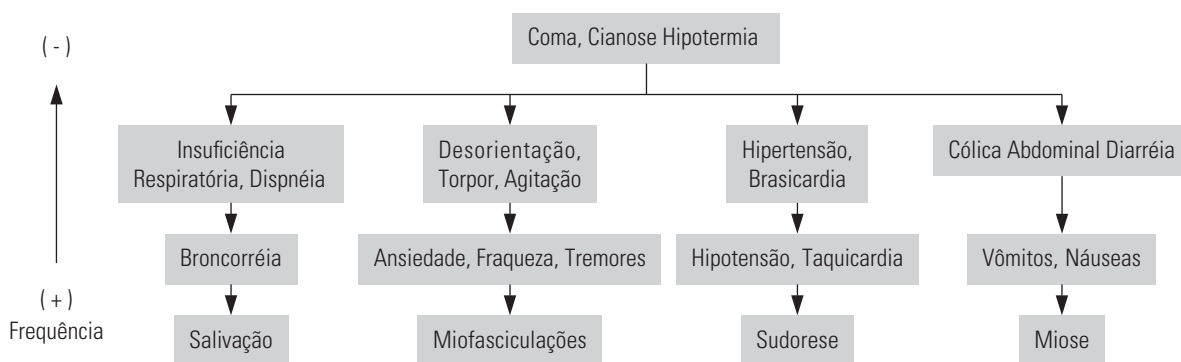 ( - )
Coma, Cianose Hipotermia
Insuficiência
Respiratória, Dispnéia
Desorientação,
Torpor, Agitação
Hipertensão,
Brasicardia
Cólica Abdominal Diarréia
Broncorréia
Ansiedade, Fraqueza, Tremores
Hipotensão, Taquicardia
Vômitos, Náuseas
( + )
Frequência
Salivação
Miofasciculações
Sudorese
Miose